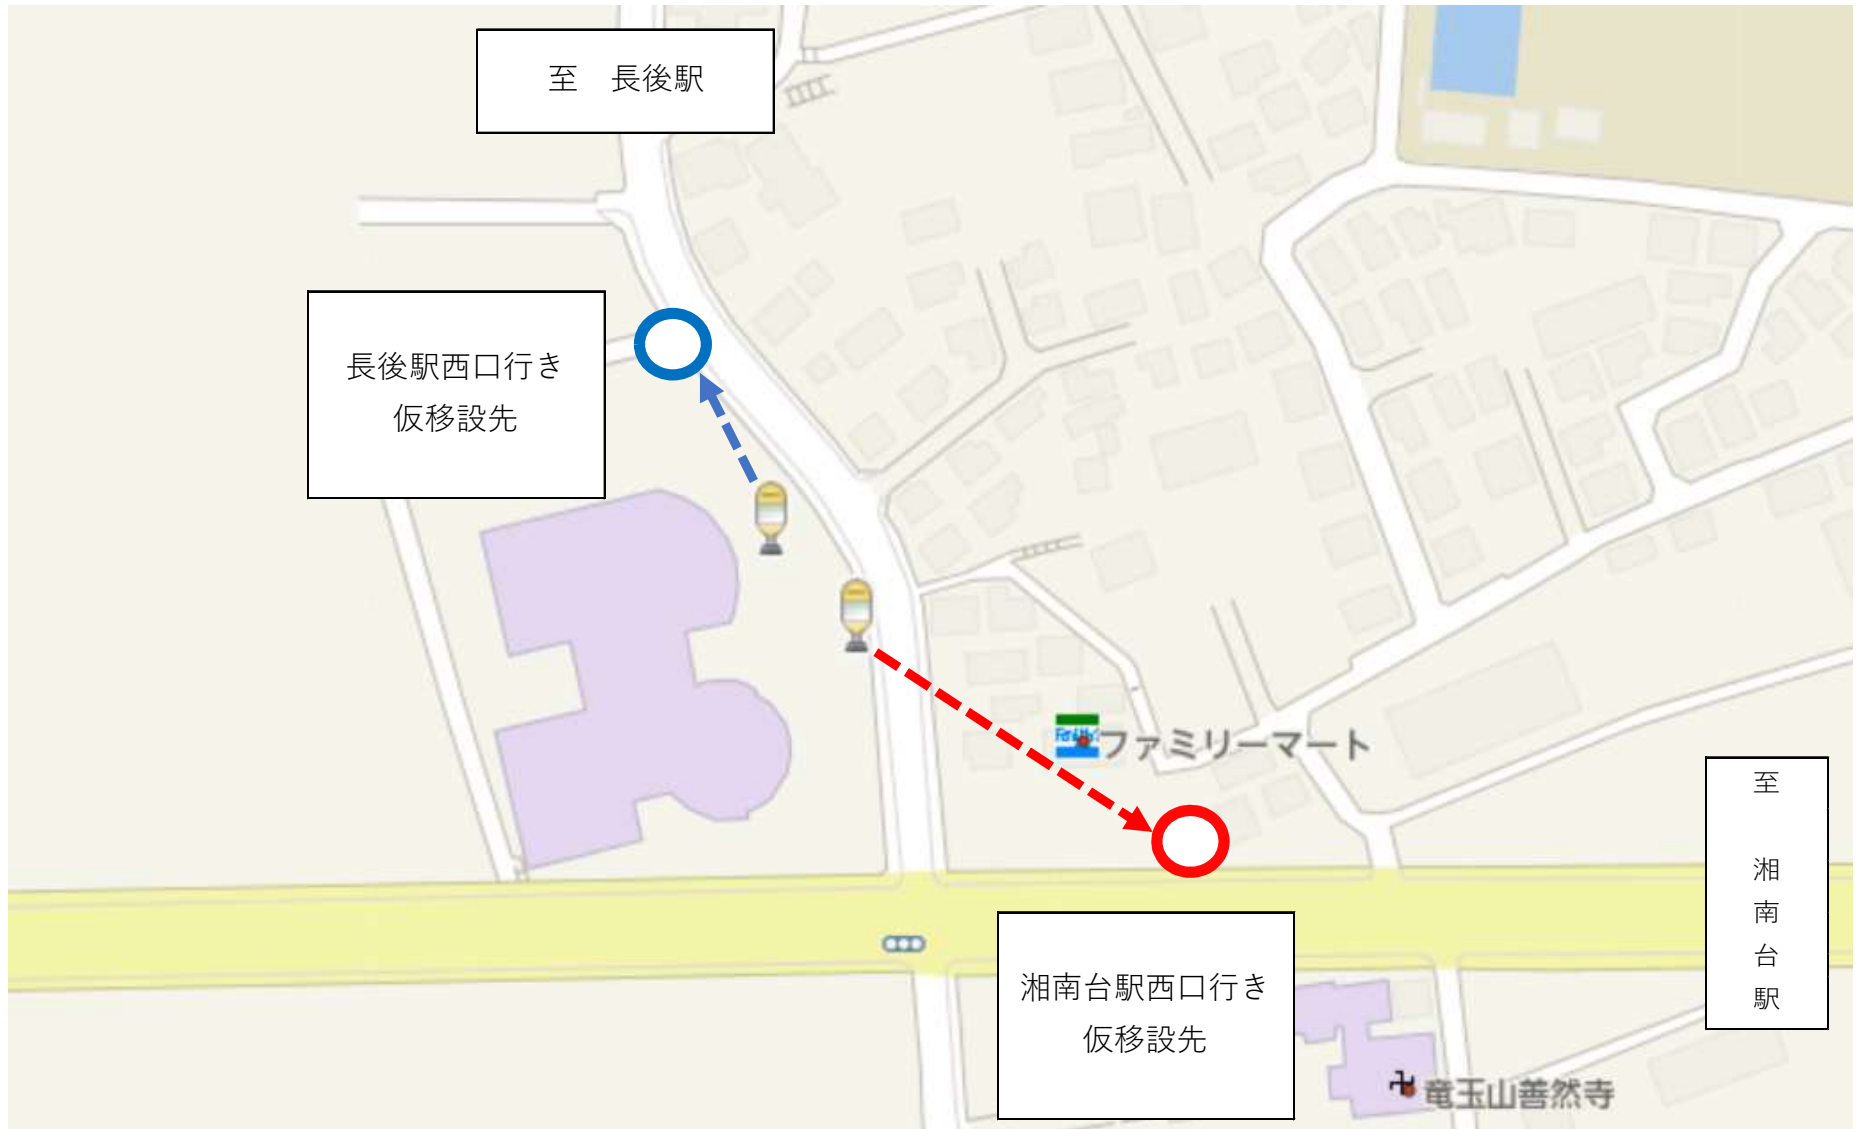 至　長後駅
長後駅西口行き
仮移設先
ファミリーマート
至　湘南台駅
湘南台駅西口行き
仮移設先
卍
竜玉山善然寺